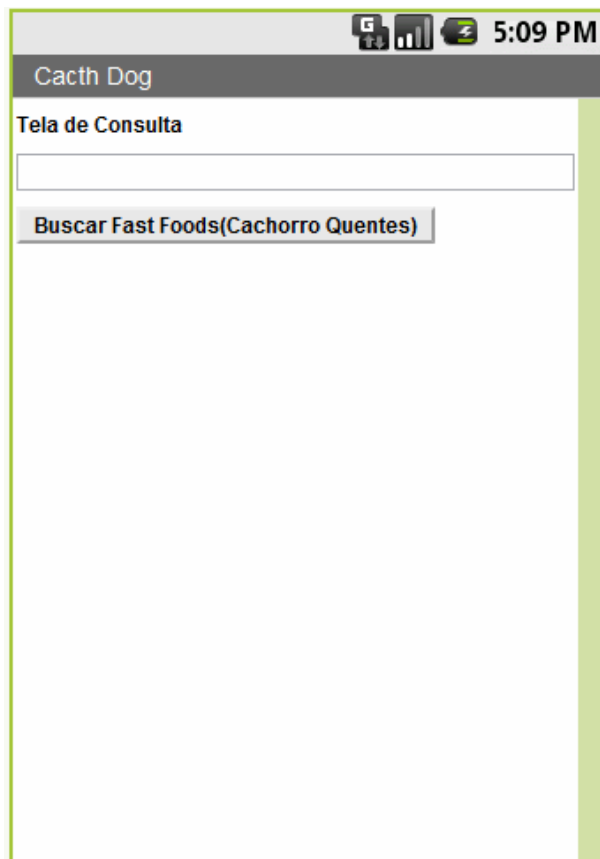 5:09 PM
Cacth Dog
Tela de Consulta
Buscar Fast Foods(Cachorro Quentes)